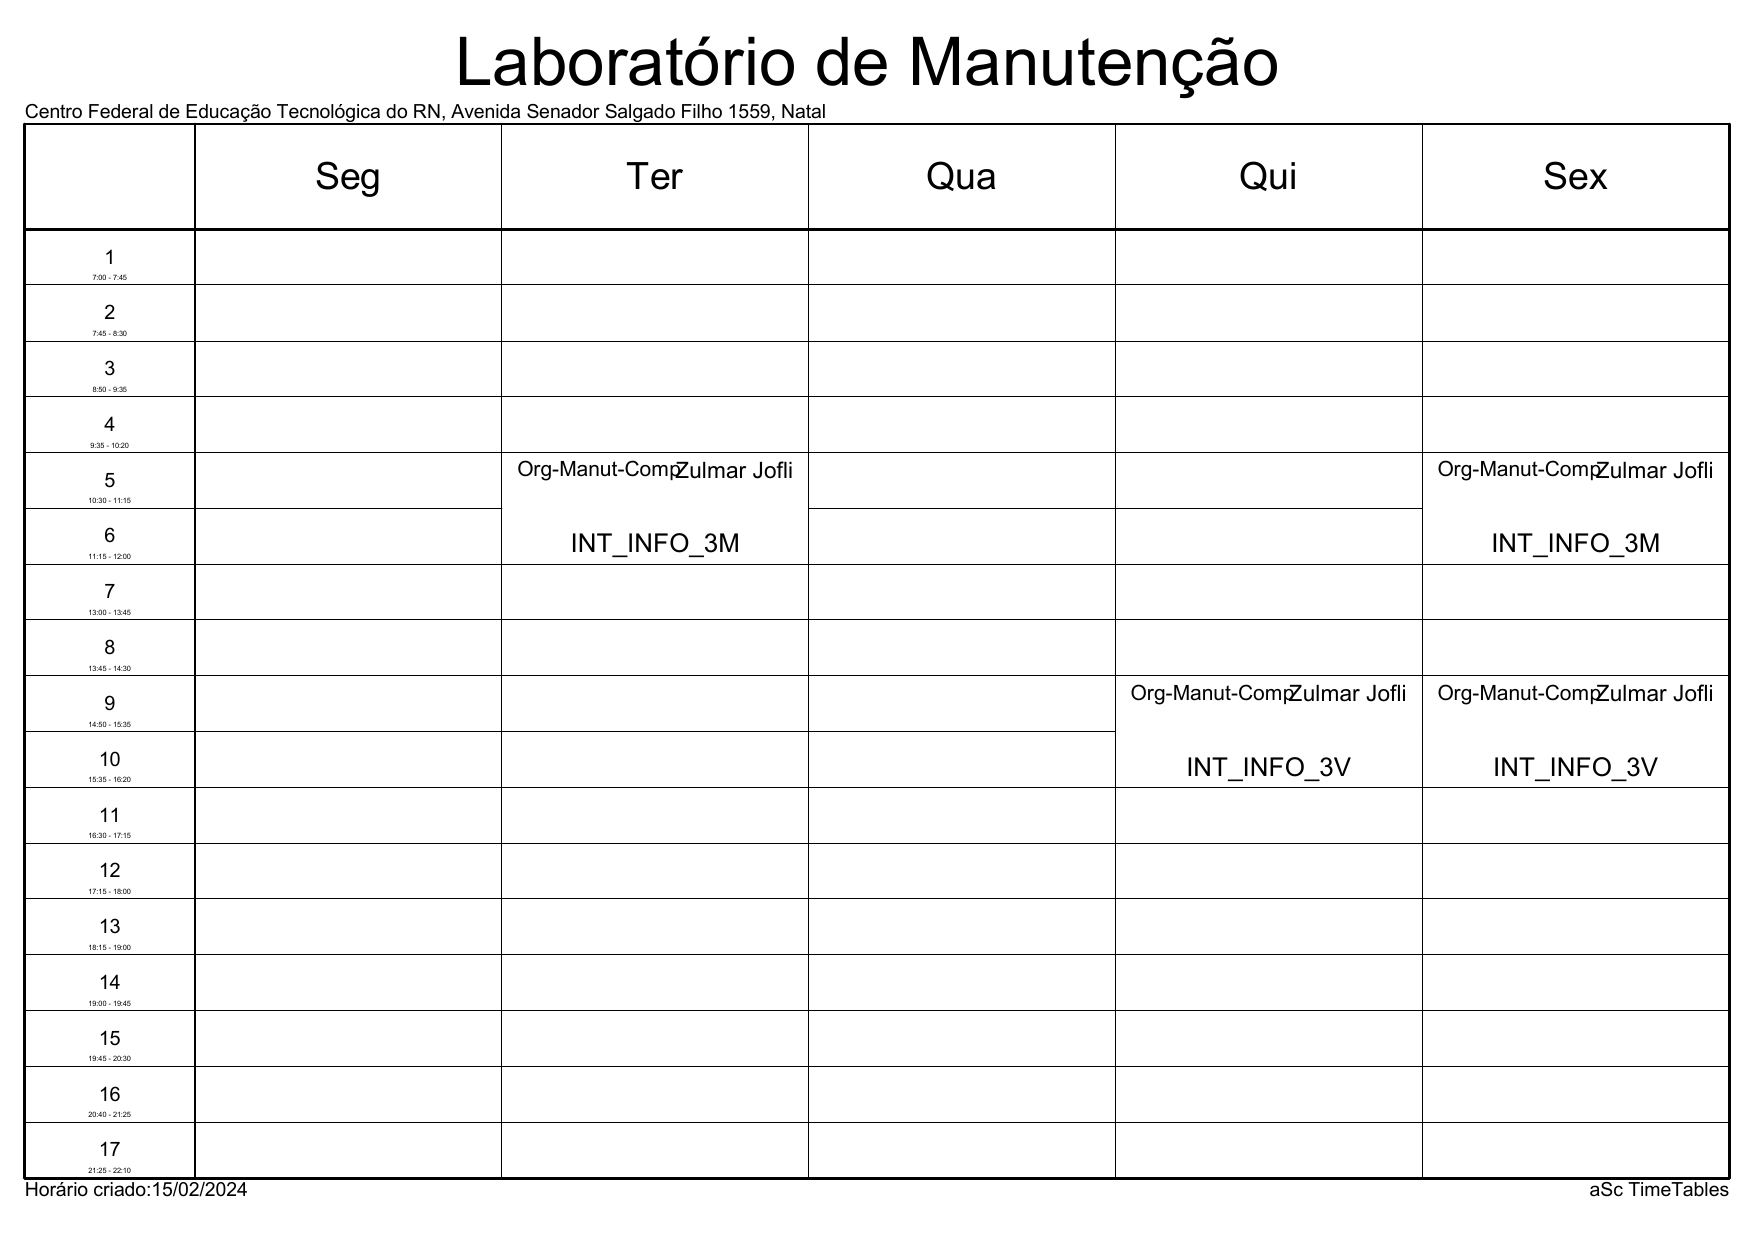 Laboratório de Manutenção
Centro Federal de Educação Tecnológica do RN, Avenida Senador Salgado Filho 1559, Natal
Seg Ter Qua Qui Sex
1
7:00 - 7:45
2
7:45 - 8:30
3
8:50 - 9:35
4
9:35 - 10:20
5
10:30 - 11:15
Org-Manut-Comp Zulmar Jofli
Org-Manut-Comp Zulmar Jofli
6
11:15 - 12:00
INT_INFO_3M
INT_INFO_3M
7
13:00 - 13:45
8
13:45 - 14:30
9
14:50 - 15:35
Org-Manut-Comp Zulmar Jofli
Org-Manut-Comp Zulmar Jofli
10
15:35 - 16:20
INT_INFO_3V
INT_INFO_3V
11
16:30 - 17:15
12
17:15 - 18:00
13
18:15 - 19:00
14
19:00 - 19:45
15
19:45 - 20:30
16
20:40 - 21:25
17
21:25 - 22:10
Horário criado:15/02/2024
aSc TimeTables